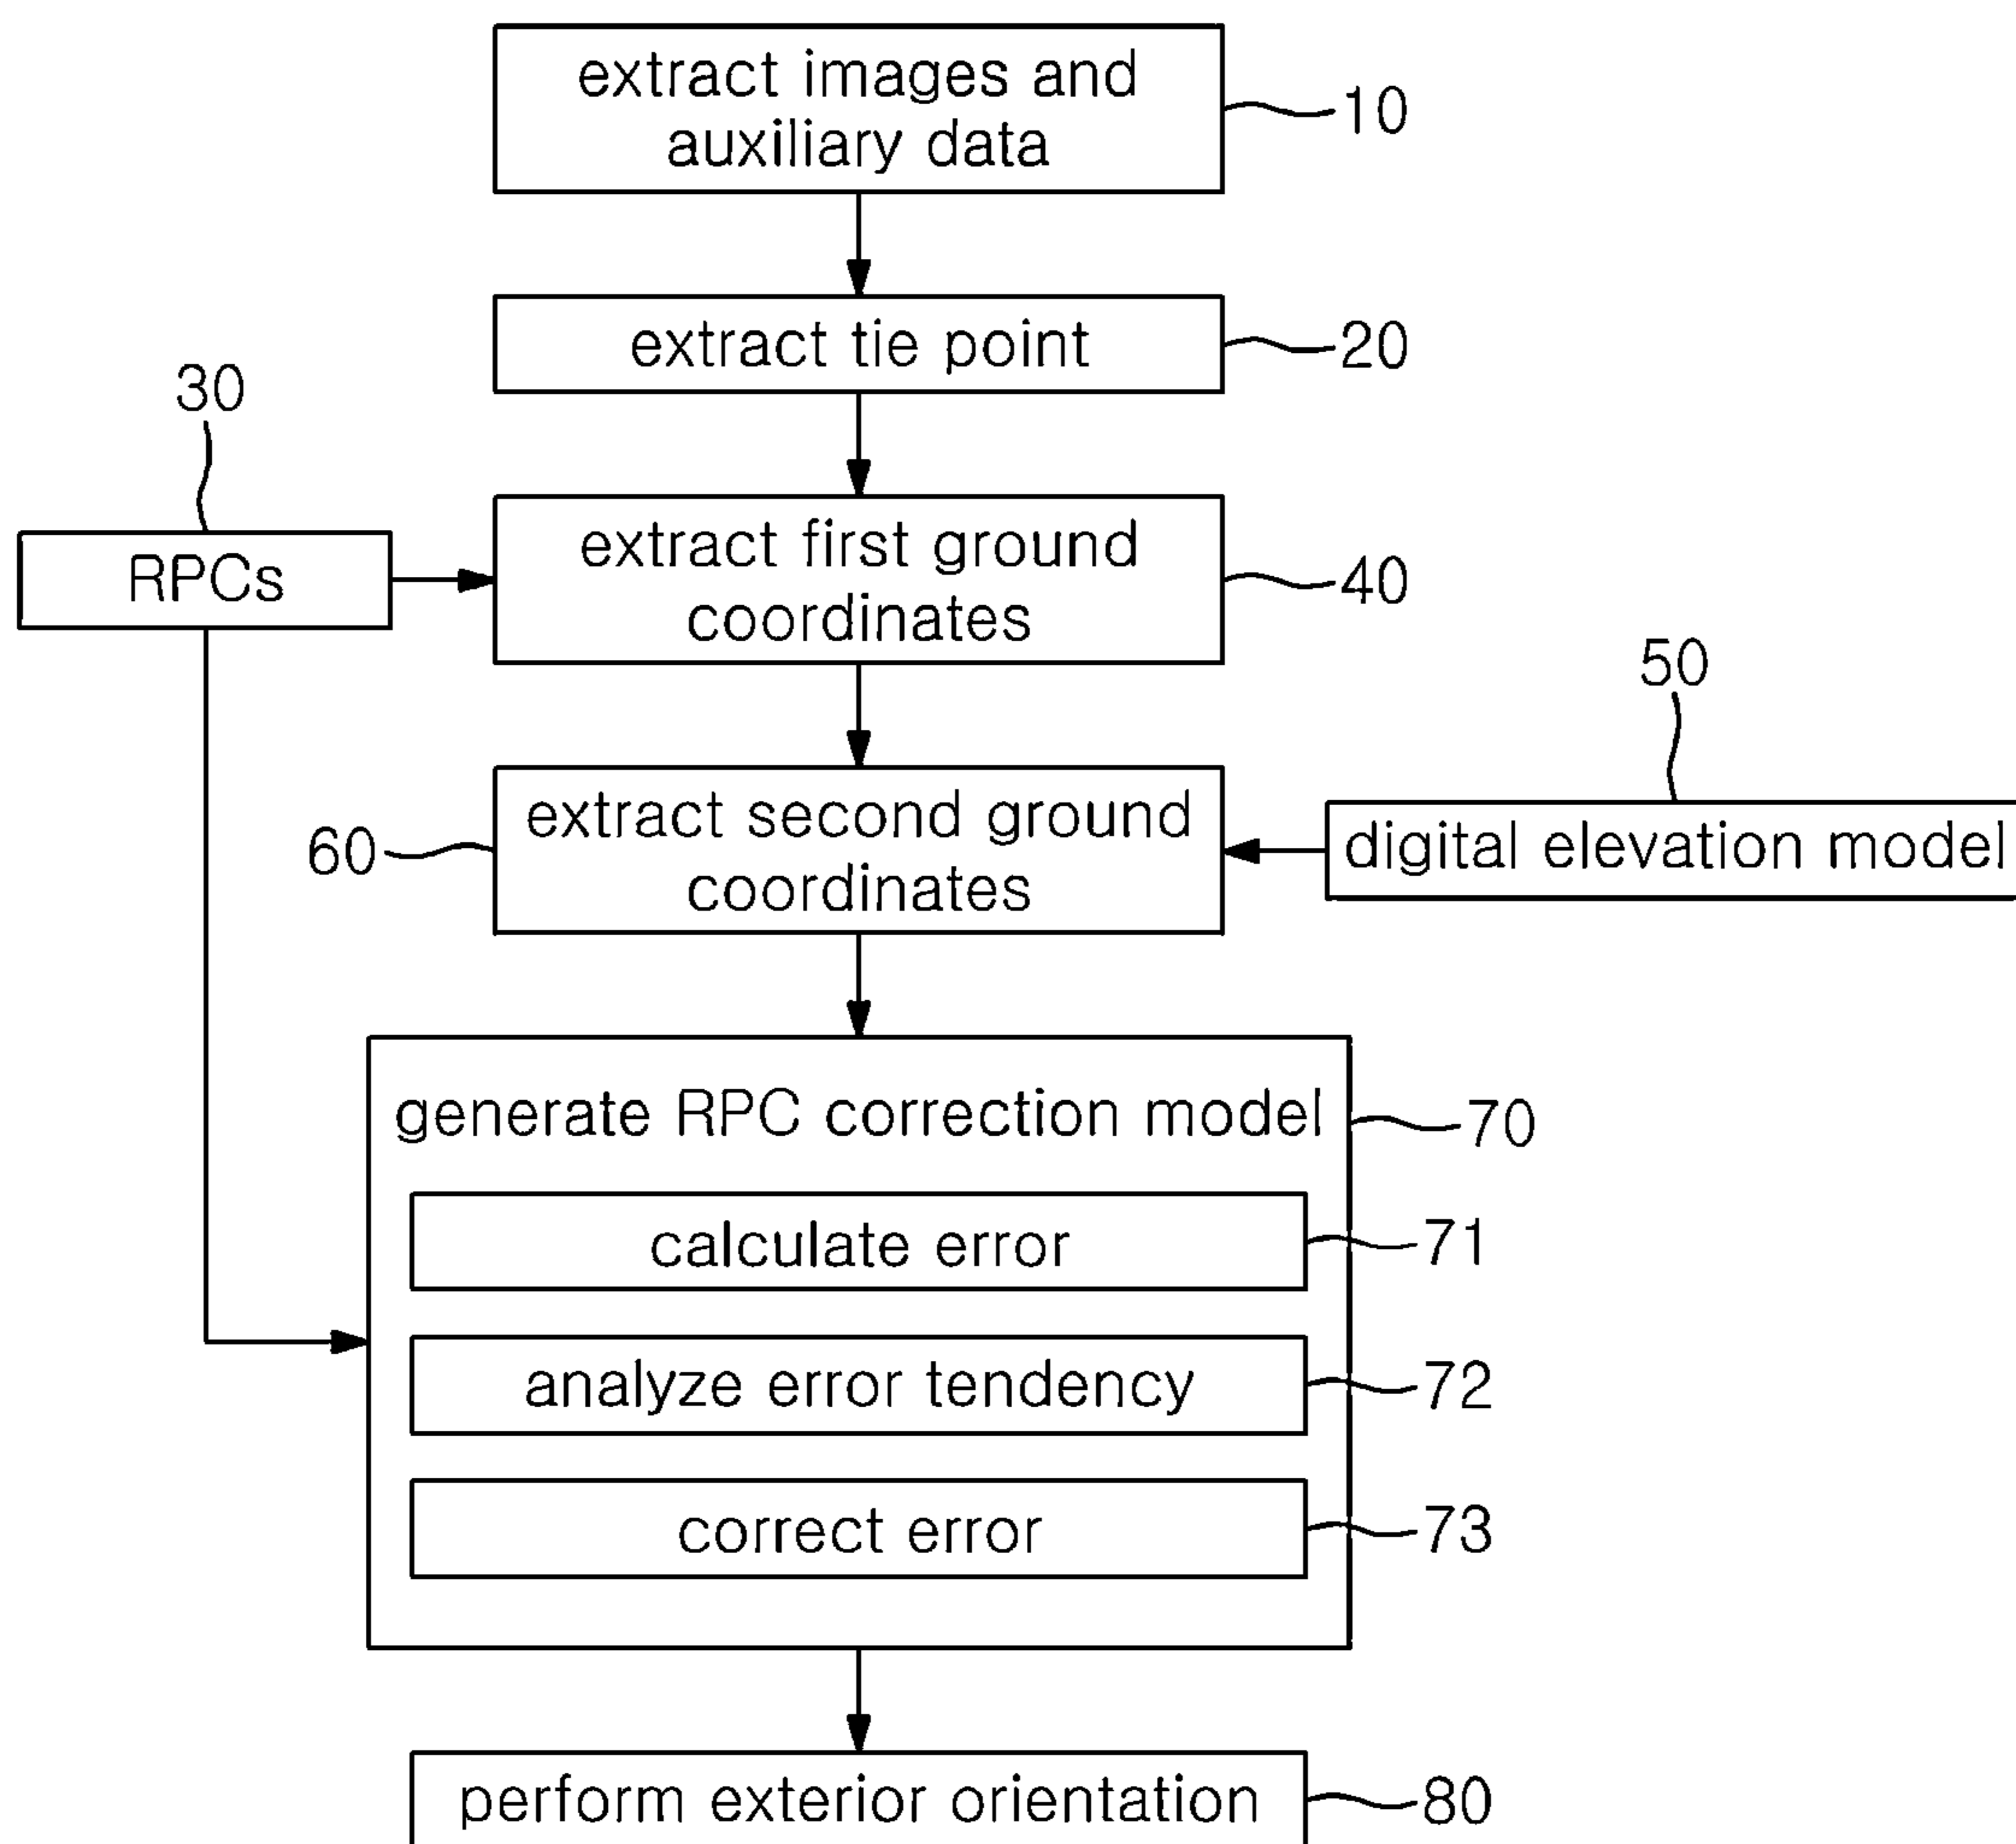 extract images and
auxiliary data
10
extract tie point
20
30
RPCs
extract first ground
coordinates
40
50
60
extract second ground
coordinates
digital elevation model
generate RPC correction model
70
calculate error
71
analyze error tendency
72
correct error
73
perform exterior orientation
80